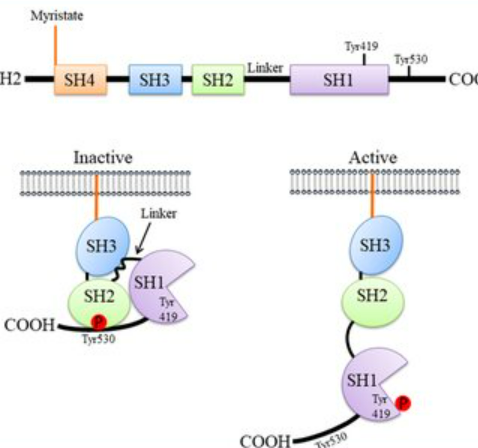 Myristate
H2
SH4
SH3
SH2
Linker
SH1
Tyr419
Tyr530
COO
Inactive
Linker
SH3
SH2
SH1
Tyr
419
P
COOH
Tyr530
Active
SH3
SH2
SH1
Tyr
419
P
COOH
Tyr530